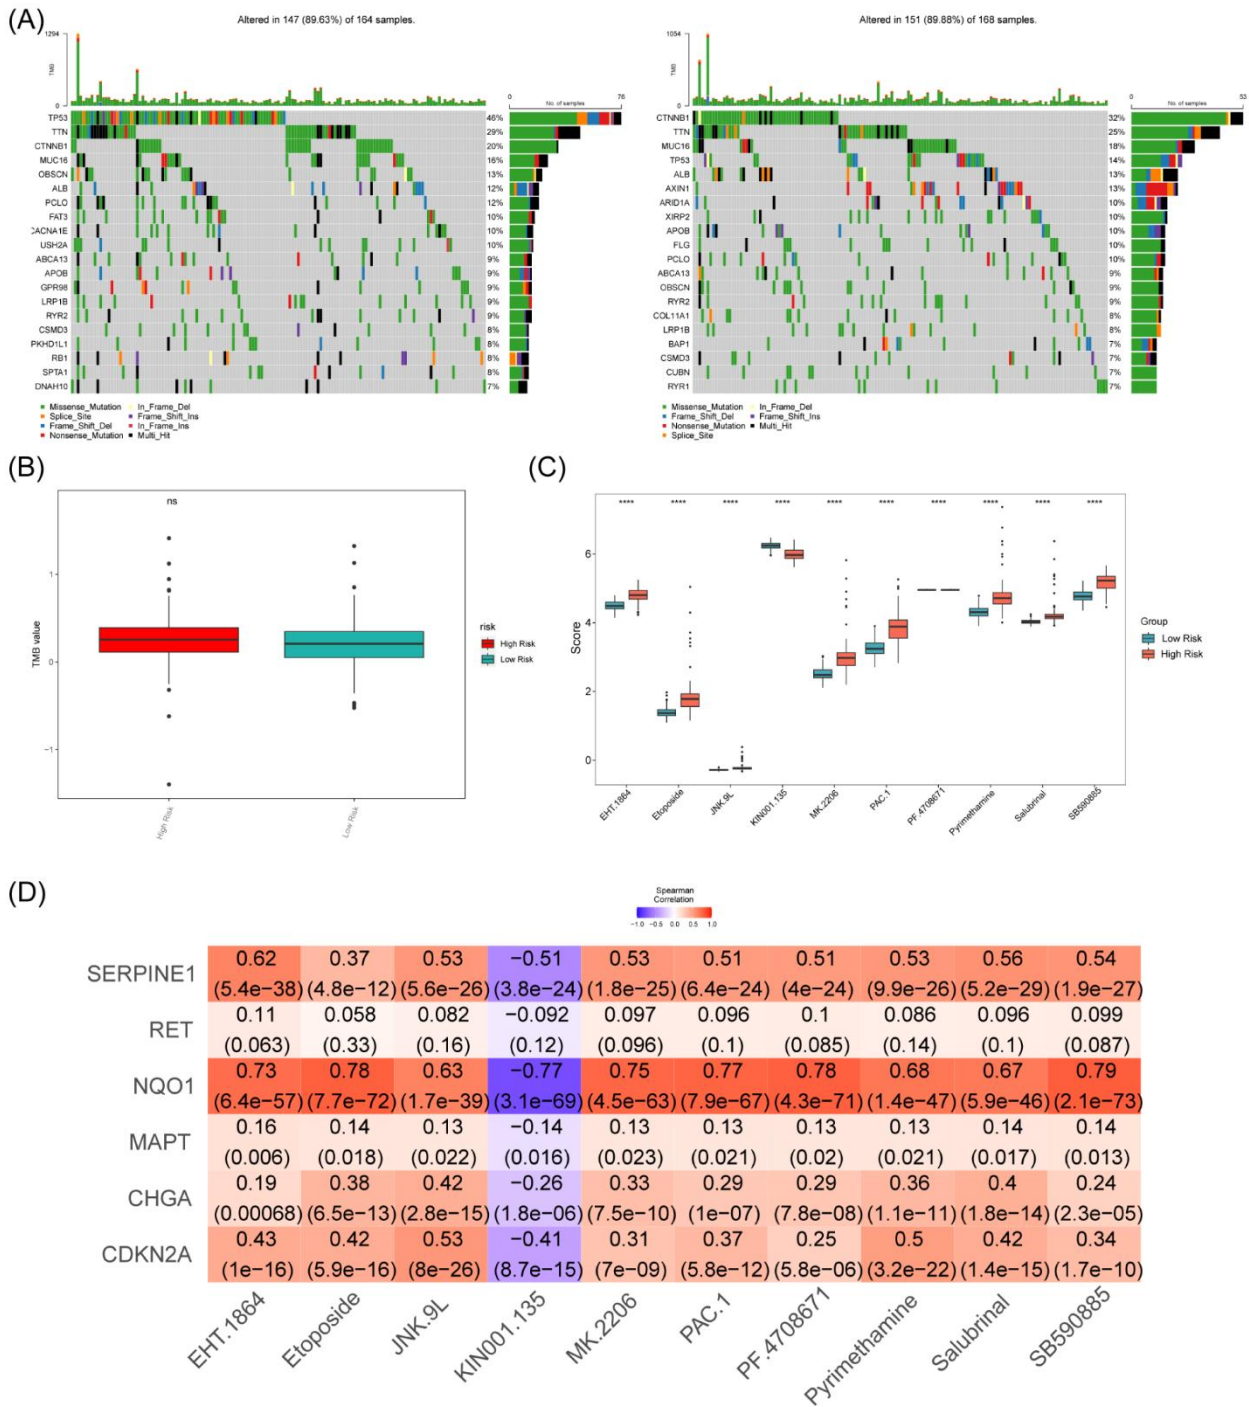 (A)
Altered in 147 (89.63%) of 164 samples.
1294
TMB
0
0
No. of samples
76
TP53 46%
TTN 29%
CTNNB1 20%
MUC16 16%
OBSCN 13%
ALB 12%
PCLO 12%
FAT3 10%
CACNA1E 10%
USH2A 10%
ABCA13 9%
APOB 9%
GPR98 9%
LRP1B 9%
RYR2 9%
CSMD3 8%
PKHD1L1 8%
RB1 8%
SPTA1 8%
DNAH10 7%
Missense_Mutation In_Frame_Del
Splice_Site Frame_Shift_Ins
Frame_Shift_Del In_Frame_Ins
Nonsense_Mutation Multi_Hit
Altered in 151 (89.88%) of 168 samples.
1054
TMB
0
0
No. of samples
53
CTNNB1 32%
TTN 25%
MUC16 18%
TP53 14%
ALB 13%
AXIN1 13%
ARID1A 10%
XIRP2 10%
APOB 10%
FLG 10%
PCLO 10%
ABCA13 9%
OBSCN 9%
RYR2 9%
COL11A1 8%
LRP1B 8%
BAP1 7%
CSMD3 7%
CUBN 7%
RYR1 7%
Missense_Mutation In_Frame_Del
Frame_Shift_Del Frame_Shift_Ins
Nonsense_Mutation Multi_Hit
Splice_Site
(B)
ns
TMB value
1
0
−1
High Risk
Low Risk
risk
High Risk
Low Risk
(C)
**** **** **** **** **** **** **** **** **** ****
Score
6
4
2
0
EHT.1864
Etoposide
JNK.9L
KIN001.135
MK.2206
PAC.1
PF.4708671
Pyrimethamine
Salubrinal
SB590885
Group
Low Risk
High Risk
(D)
Spearman
Correlation
−1.0 −0.5 0.0 0.5 1.0
SERPINE1
0.62 0.37 0.53 −0.51 0.53 0.51 0.51 0.53 0.56 0.54
(5.4e−38) (4.8e−12) (5.6e−26) (3.8e−24) (1.8e−25) (6.4e−24) (4e−24) (9.9e−26) (5.2e−29) (1.9e−27)
RET
0.11 0.058 0.082 −0.092 0.097 0.096 0.1 0.086 0.096 0.099
(0.063) (0.33) (0.16) (0.12) (0.096) (0.1) (0.085) (0.14) (0.1) (0.087)
NQO1
0.73 0.78 0.63 −0.77 0.75 0.77 0.78 0.68 0.67 0.79
(6.4e−57) (7.7e−72) (1.7e−39) (3.1e−69) (4.5e−63) (7.9e−67) (4.3e−71) (1.4e−47) (5.9e−46) (2.1e−73)
MAPT
0.16 0.14 0.13 −0.14 0.13 0.13 0.13 0.13 0.14 0.14
(0.006) (0.018) (0.022) (0.016) (0.023) (0.021) (0.02) (0.021) (0.017) (0.013)
CHGA
0.19 0.38 0.42 −0.26 0.33 0.29 0.29 0.36 0.4 0.24
(0.00068) (6.5e−13) (2.8e−15) (1.8e−06) (7.5e−10) (1e−07) (7.8e−08) (1.1e−11) (1.8e−14) (2.3e−05)
CDKN2A
0.43 0.42 0.53 −0.41 0.31 0.37 0.25 0.5 0.42 0.34
(1e−16) (5.9e−16) (8e−26) (8.7e−15) (7e−09) (5.8e−12) (5.8e−06) (3.2e−22) (1.4e−15) (1.7e−10)
EHT.1864
Etoposide
JNK.9L
KIN001.135
MK.2206
PAC.1
PF.4708671
Pyrimethamine
Salubrinal
SB590885